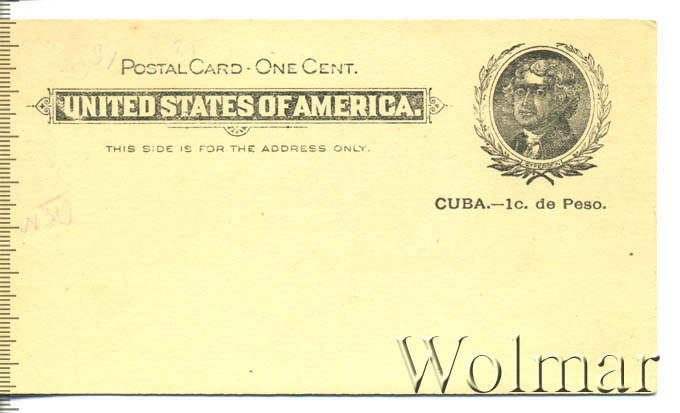 POSTAL CARD - ONE CENT.
UNITED STATES OF AMERICA.
THIS SIDE IS FOR THE ADDRESS ONLY.
JEFFERSON
CUBA.—1c. de Peso.
Wolmar